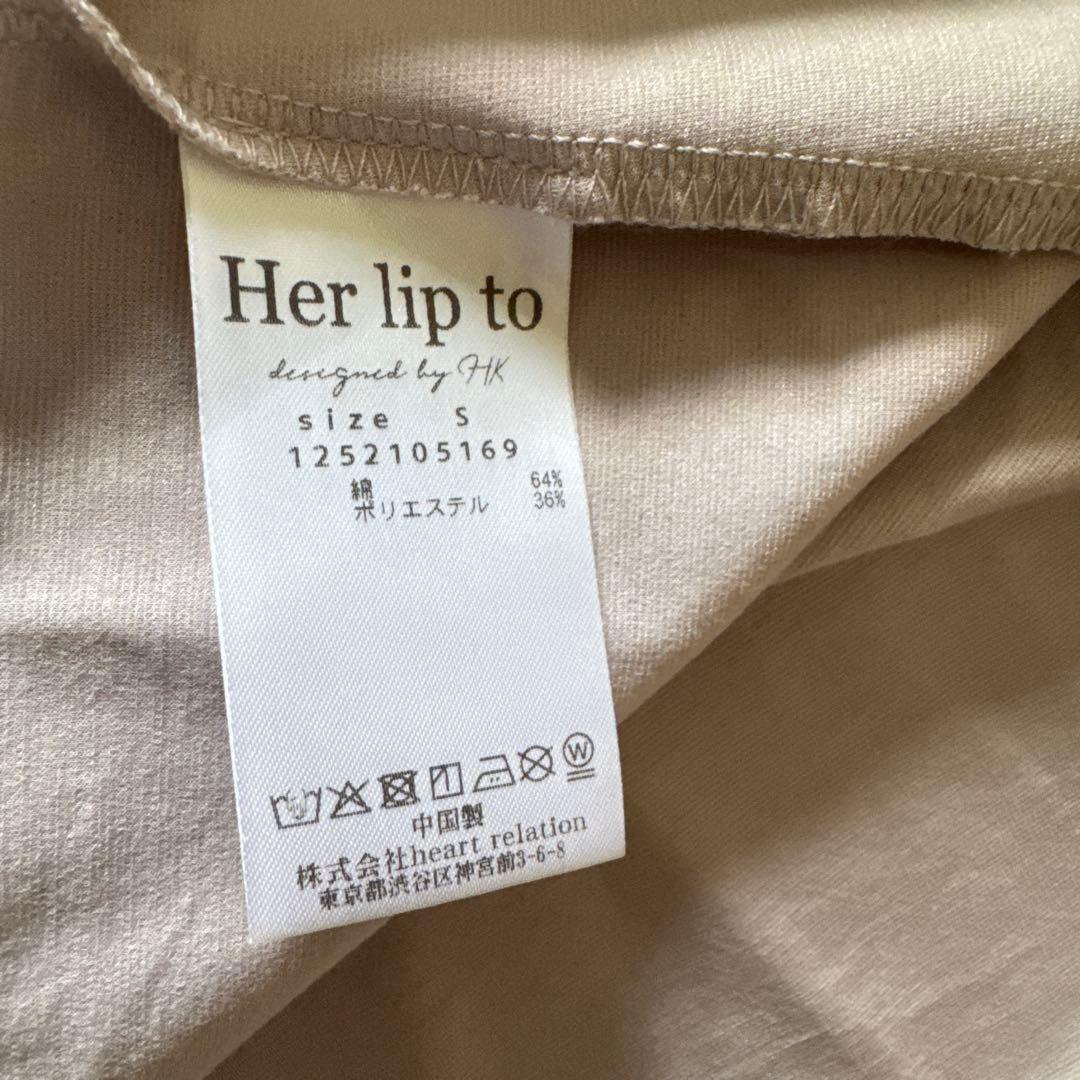 Her lip to
designed by HK
size S
1252105169
綿 64%
ポリエステル 36%
W
中国製
株式会社heart relation
東京都渋谷区神宮前3-6-8